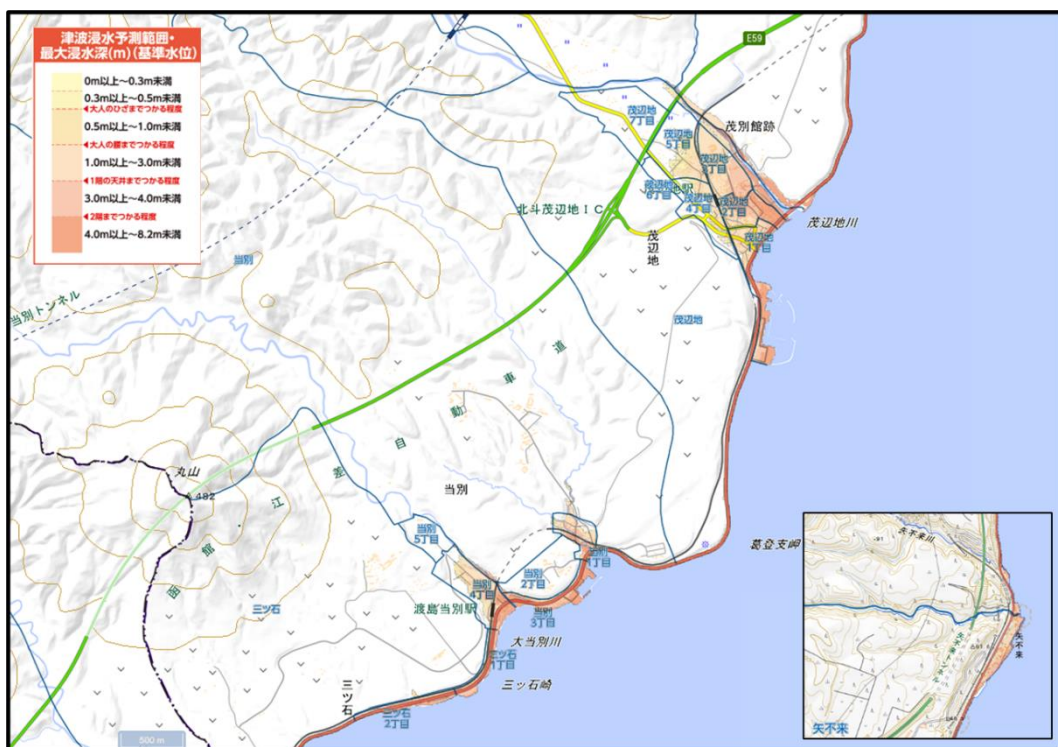 津波浸水予測範囲・
最大浸水深(m)(基準水位)
0m以上～0.3m未満
0.3m以上～0.5m未満
◀大人のひざまでつかる程度
0.5m以上～1.0m未満
◀大人の腰までつかる程度
1.0m以上～3.0m未満
◀1階の天井までつかる程度
3.0m以上～4.0m未満
◀2階までつかる程度
4.0m以上～8.2m未満
E59
茂辺地
7丁目
茂辺地
5丁目
茂別館跡
茂辺地
3丁目
茂辺地
6丁目
駅
茂辺地
4丁目
茂辺地
2丁目
茂辺地
1丁目
茂辺地川
北斗茂辺地IC
茂辺地
茂辺地
当別
当別トンネル
函館江差自動車道
丸山
482
当別
当別
5丁目
当別
4丁目
当別
2丁目
当別
1丁目
当別
3丁目
渡島当別駅
大当別川
三ツ石
三ツ石
1丁目
三ッ石崎
三ツ石
三ツ石
2丁目
葛登支岬
500 m
矢不来川
矢不来トンネル
矢不来
矢不来